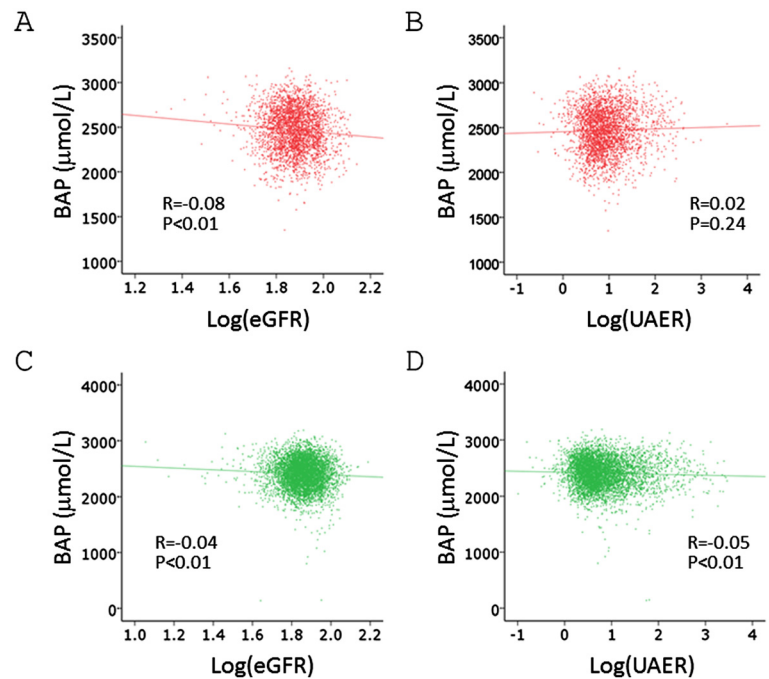 A
BAP (μmol/L)
3500
3000
2500
2000
1500
1000
R=-0.08
P<0.01
1.2 1.4 1.6 1.8 2.0 2.2
Log(eGFR)
B
BAP (μmol/L)
3500
3000
2500
2000
1500
1000
R=0.02
P=0.24
-1 0 1 2 3 4
Log(UAER)
C
BAP (μmol/L)
4000
3000
2000
1000
0
R=-0.04
P<0.01
1.0 1.2 1.4 1.6 1.8 2.0 2.2
Log(eGFR)
D
BAP (μmol/L)
4000
3000
2000
1000
0
R=-0.05
P<0.01
-1 0 1 2 3 4
Log(UAER)